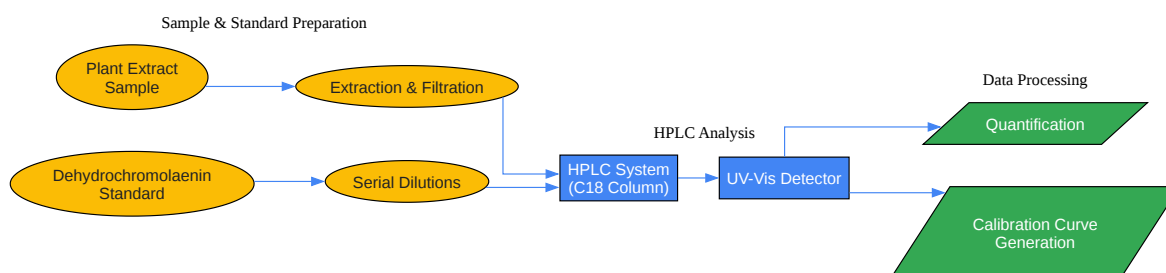 Sample & Standard Preparation
Plant Extract
Sample
Extraction & Filtration
Data Processing
Quantification
HPLC Analysis
Dehydrochromolaenin
Standard
Serial Dilutions
HPLC System
(C18 Column)
UV-Vis Detector
Calibration Curve
Generation